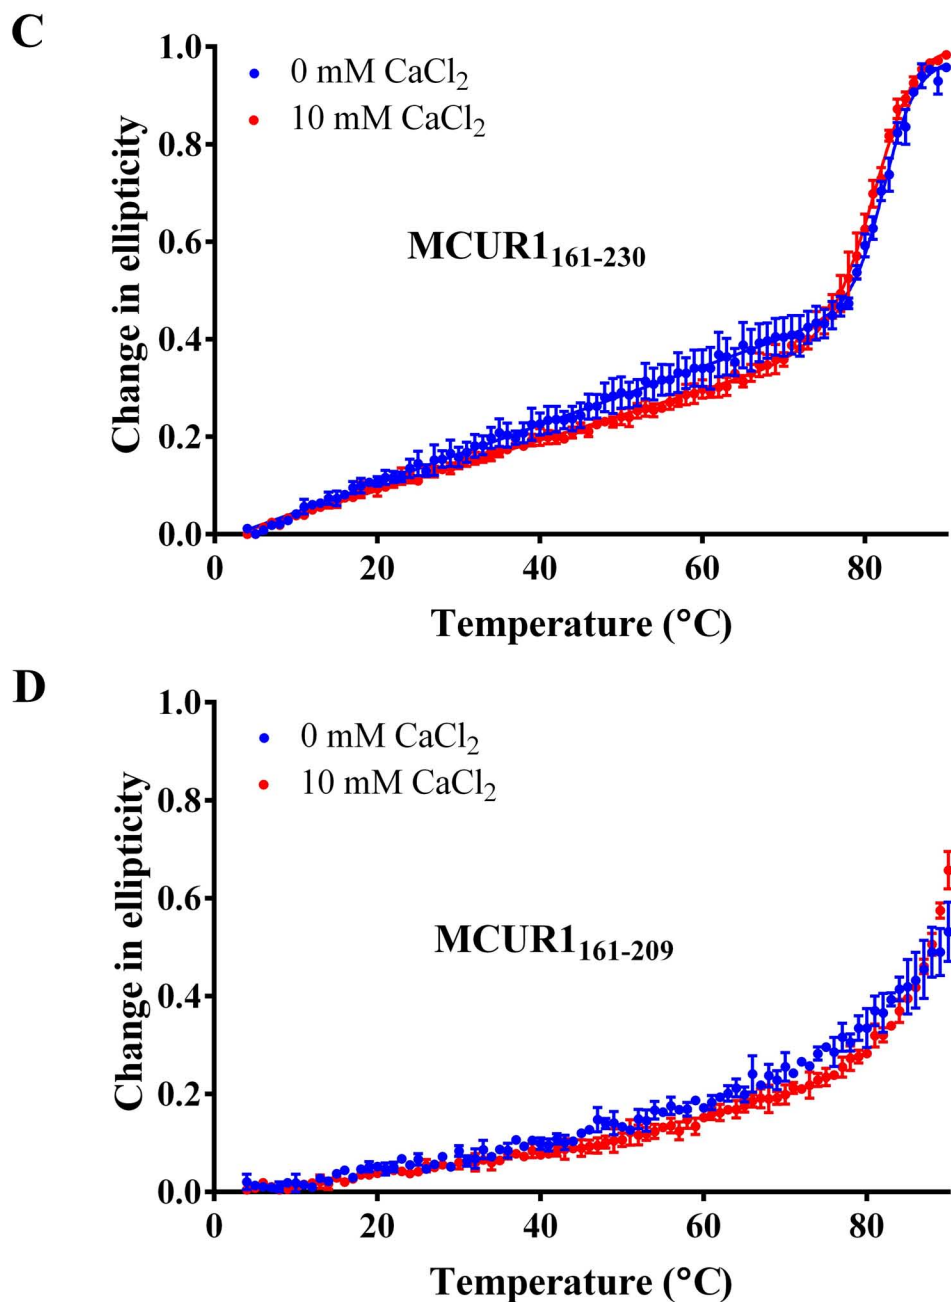 C
Change in ellipticity
1.0
0.8
0.6
0.4
0.2
0.0
0 mM CaCl₂
10 mM CaCl₂
MCUR1₁₆₁₋₂₃₀
0 20 40 60 80
Temperature (°C)
D
Change in ellipticity
1.0
0.8
0.6
0.4
0.2
0.0
0 mM CaCl₂
10 mM CaCl₂
MCUR1₁₆₁₋₂₀₉
0 20 40 60 80
Temperature (°C)